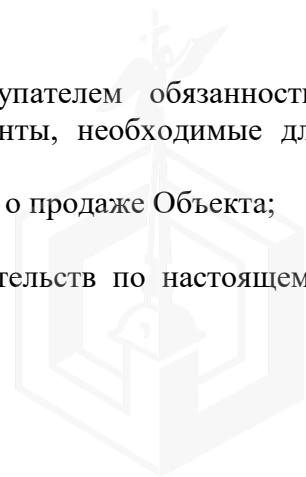 упателем обязанност
нты, необходимые дл
о продаже Объекта;
тельств по настоящем